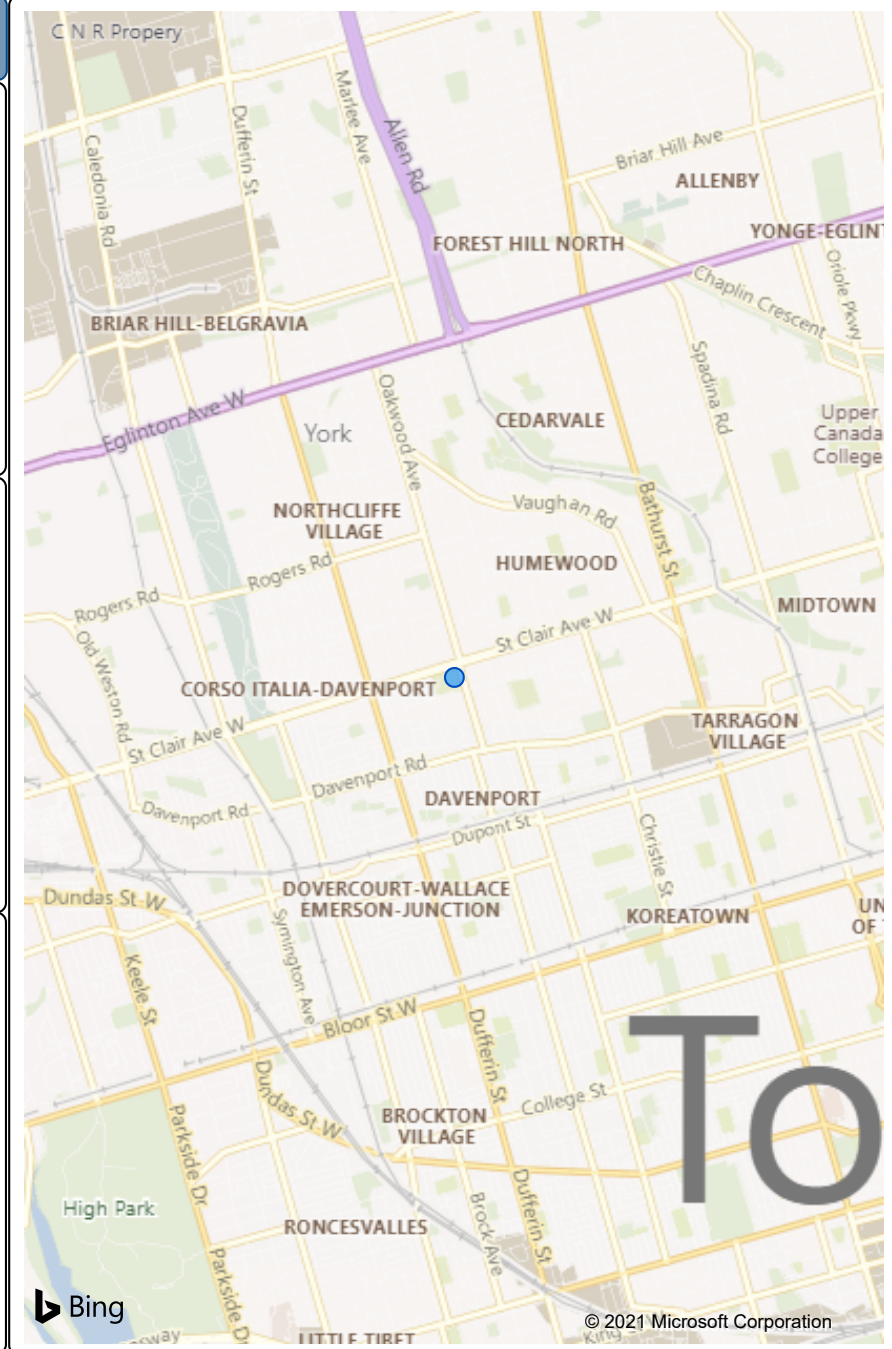 C N R Propery
Marlee Ave
Dufferin St
Allen Rd
Caledonia Rd
Briar Hill Ave
ALLENBY
FOREST HILL NORTH
YONGE-EGLINT
Oriole Pkwy
Chaplin Crescent
BRIAR HILL-BELGRAVIA
Spadina Rd
Eglinton Ave W
Oakwood Ave
York
CEDARVALE
Upper
Canada
College
Bathurst St
NORTHCLIFFE
VILLAGE
Vaughan Rd
HUMEWOOD
Rogers Rd
Rogers Rd
MIDTOWN
Old Weston Rd
St Clair Ave W
CORSO ITALIA-DAVENPORT
St Clair Ave W
TARRAGON
VILLAGE
Davenport Rd
Davenport Rd
DAVENPORT
Dupont St
Christie St
Dundas St W
DOVERCOURT-WALLACE
EMERSON-JUNCTION
KOREATOWN
UN
OF T
Symington Ave
Keele St
Bloor St W
Dufferin St
To
Dundas St W
College St
BROCKTON
VILLAGE
Parkside Dr
High Park
RONCESVALLES
Brock Ave
Dufferin St
Parkside Dr
Bing
© 2021 Microsoft Corporation
LITTLE TIBET